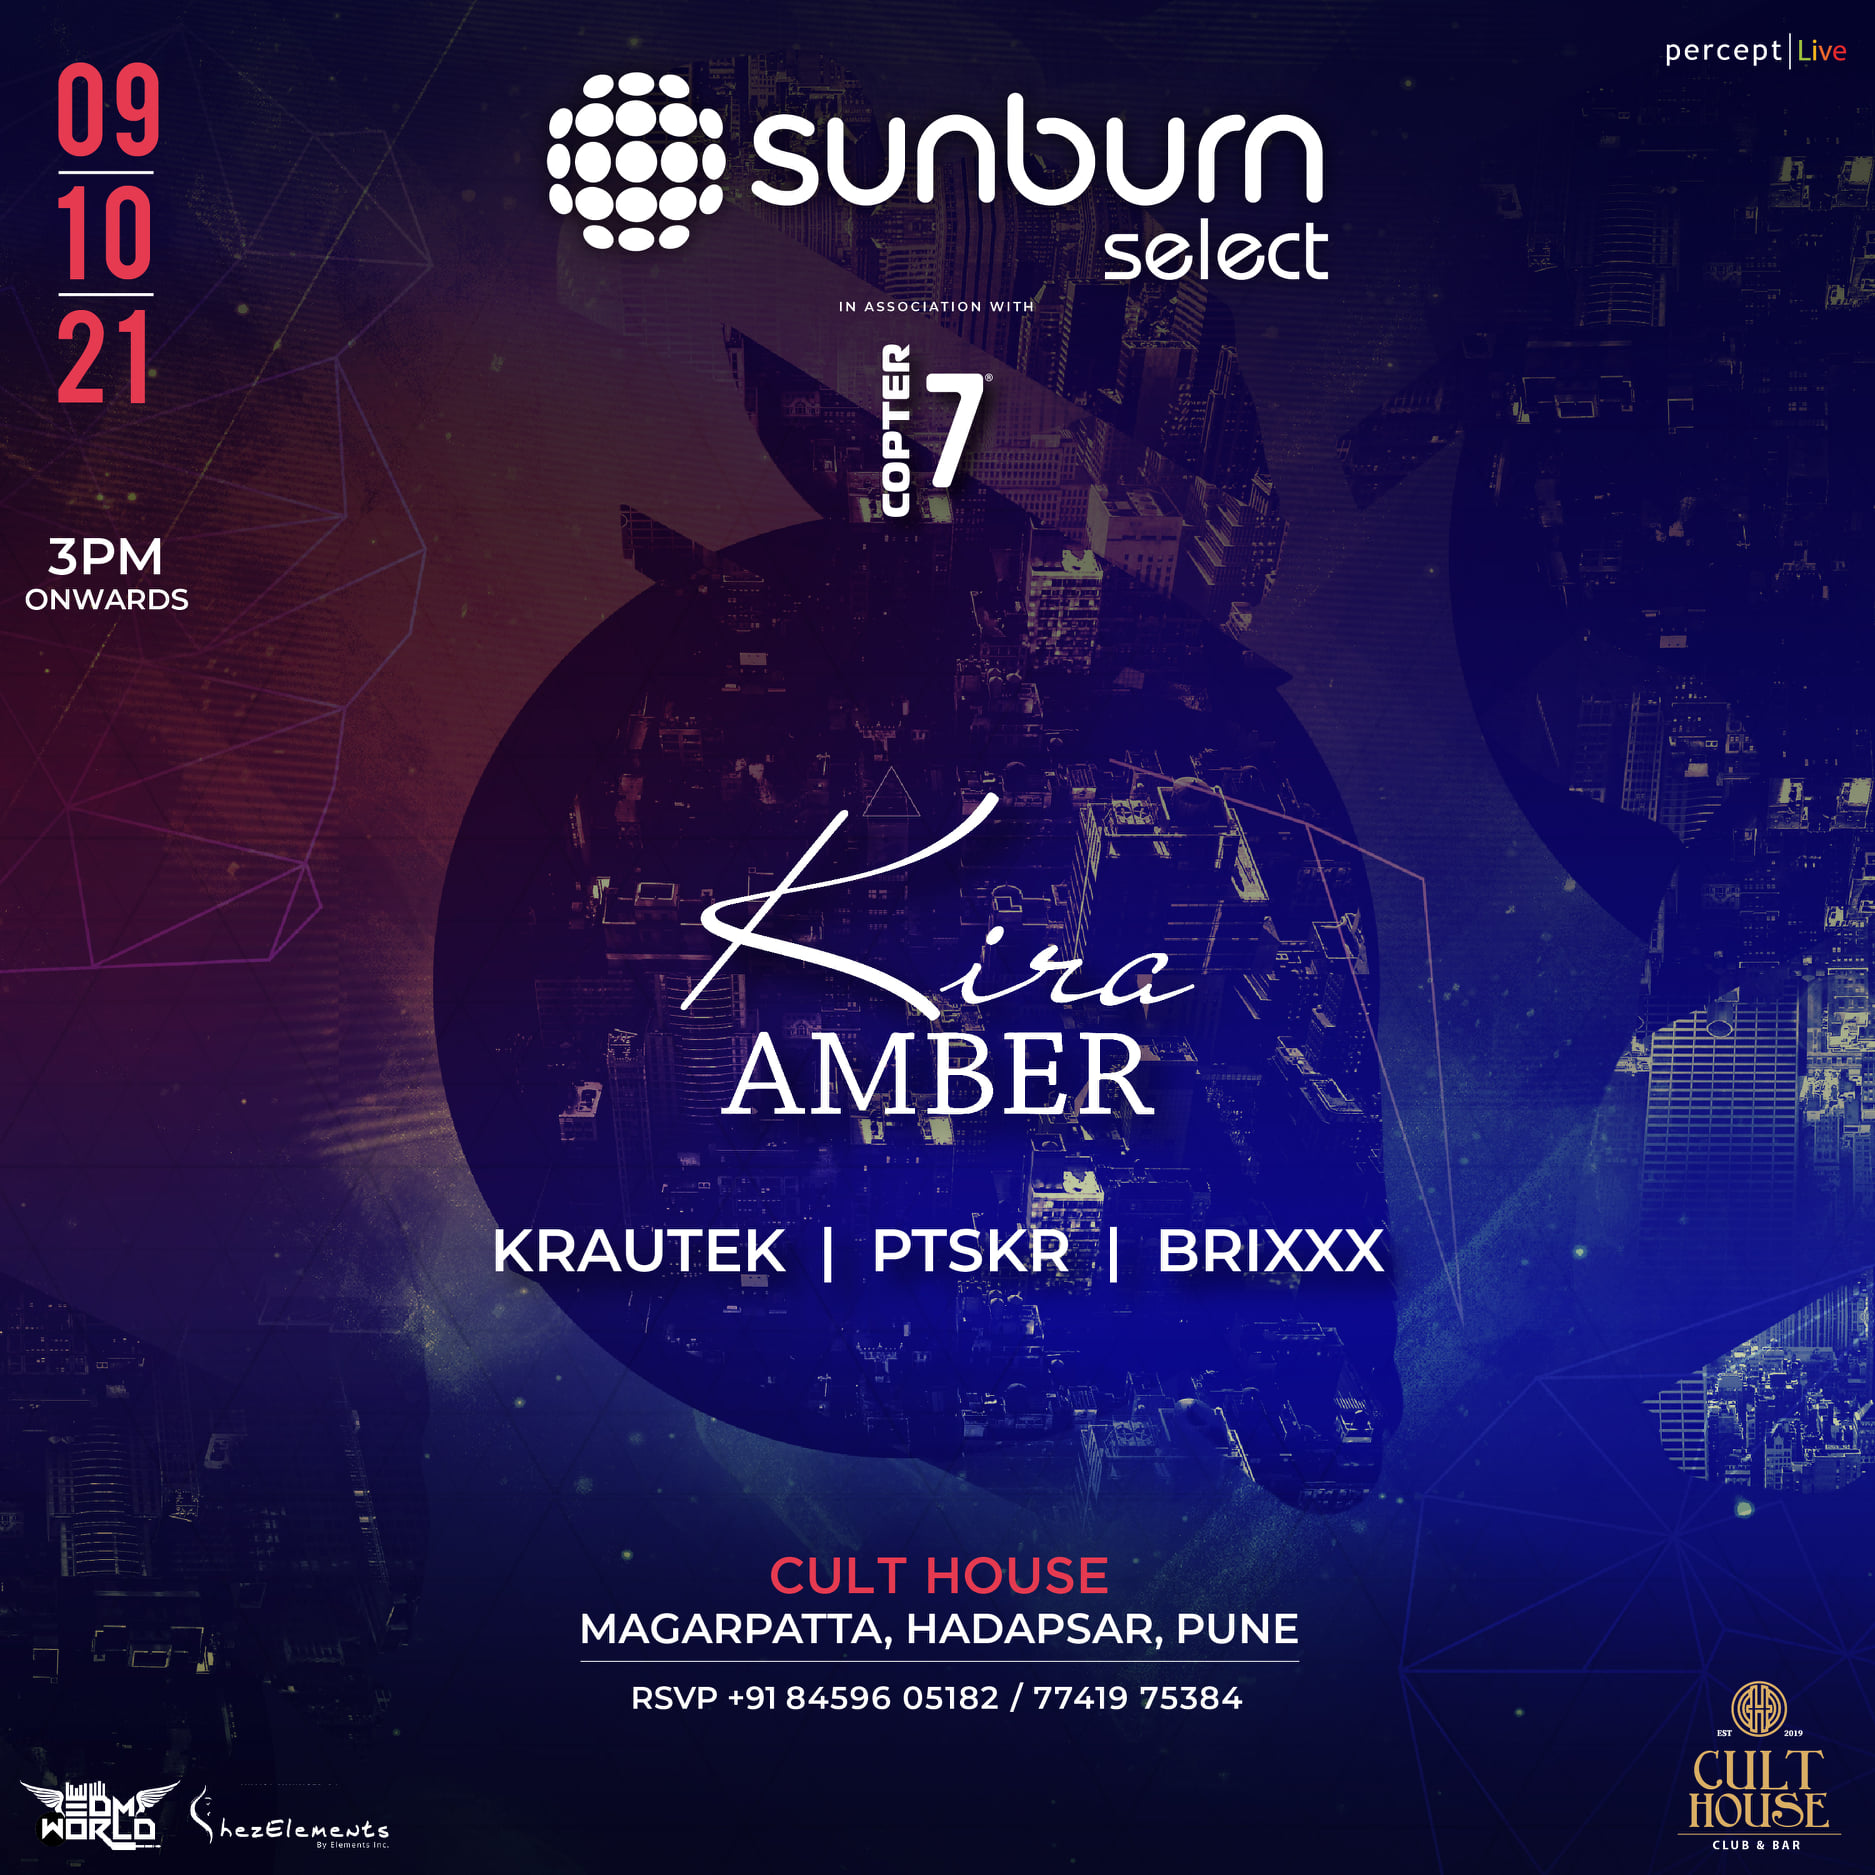 percept|Live
09
10
21
sunburn
select
IN ASSOCIATION WITH
COPTER 7®
3PM
ONWARDS
Kira
AMBER
KRAUTEK | PTSKR | BRIXXX
CULT HOUSE
MAGARPATTA, HADAPSAR, PUNE
RSVP +91 84596 05182 / 77419 75384
EDM
WORLD
ShezElements
By Elements Inc.
EST 2019
CULT
HOUSE
CLUB & BAR